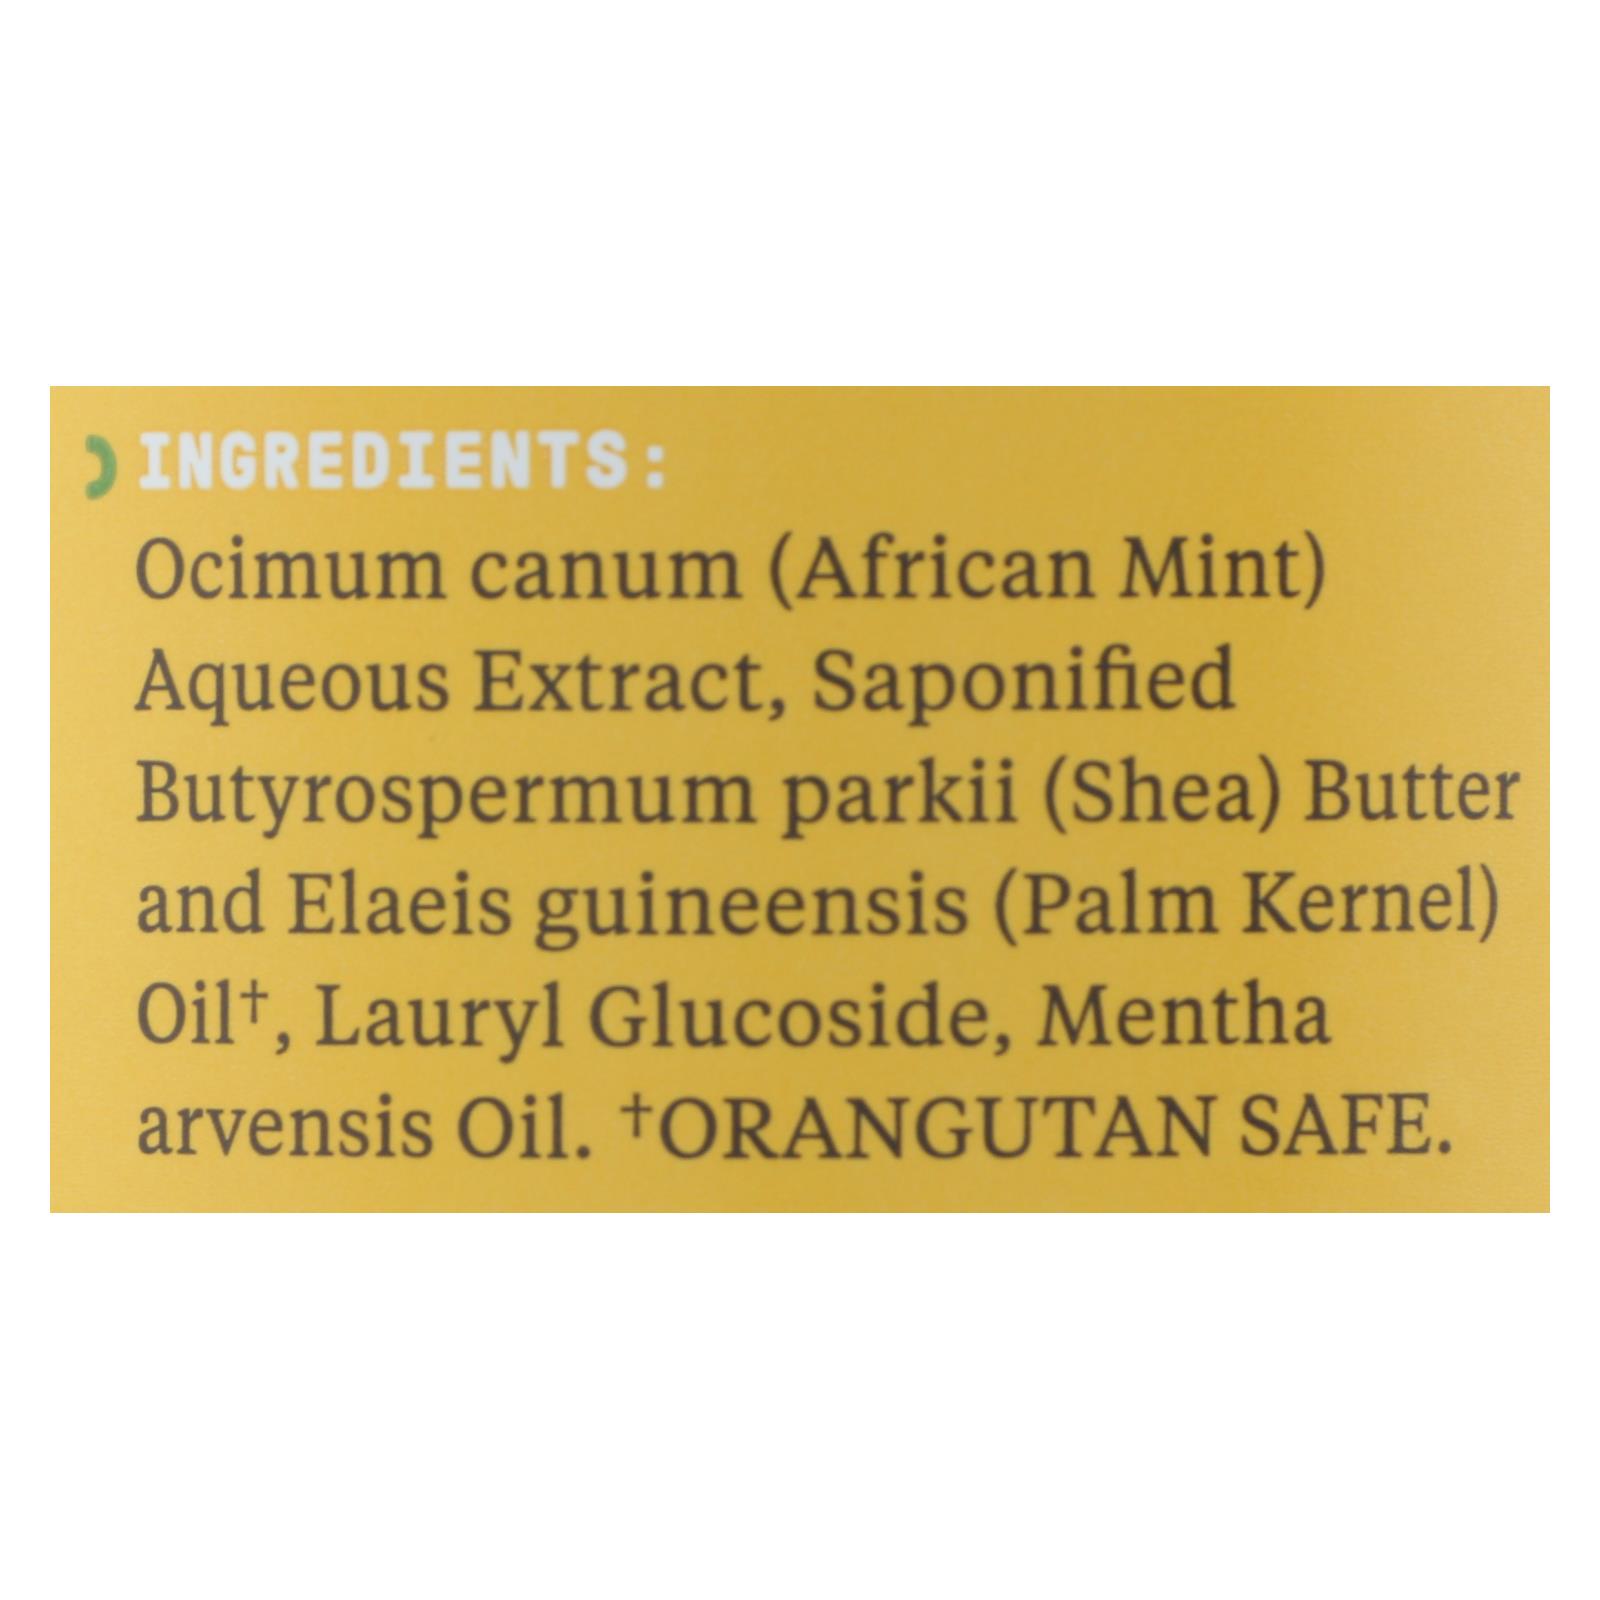 INGREDIENTS:
Ocimum canum (African Mint)
Aqueous Extract, Saponified
Butyrospermum parkii (Shea) Butter
and Elaeis guineensis (Palm Kernel)
Oil†, Lauryl Glucoside, Mentha
arvensis Oil. †ORANGUTAN SAFE.